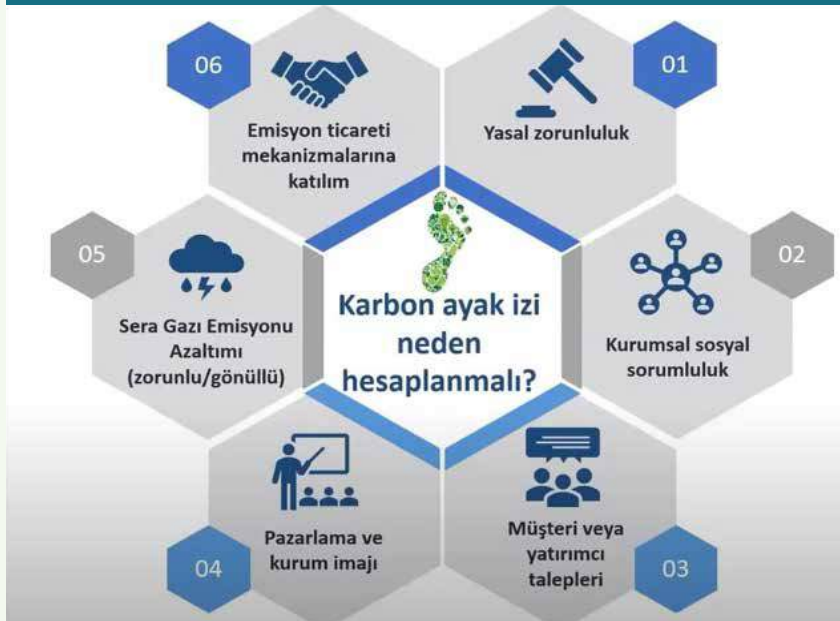 Karbon ayak izi
neden
hesaplanmalı?
01
Yasal zorunluluk
02
Kurumsal sosyal
sorumluluk
03
Müşteri veya
yatırımcı
talepleri
04
Pazarlama ve
kurum imajı
05
Sera Gazı Emisyonu
Azaltımı
(zorunlu/gönüllü)
06
Emisyon ticareti
mekanizmalarına
katılım